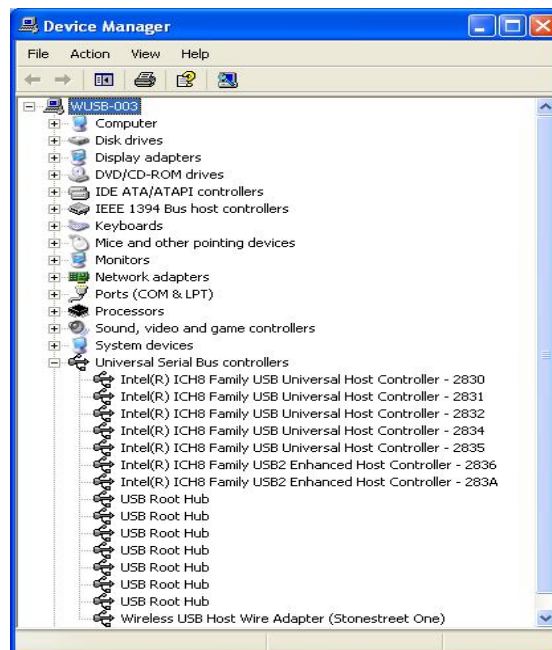 Device Manager
File Action View Help
WUSB-003
Computer
Disk drives
Display adapters
DVD/CD-ROM drives
IDE ATA/ATAPI controllers
IEEE 1394 Bus host controllers
Keyboards
Mice and other pointing devices
Monitors
Network adapters
Ports (COM & LPT)
Processors
Sound, video and game controllers
System devices
Universal Serial Bus controllers
Intel(R) ICH8 Family USB Universal Host Controller - 2830
Intel(R) ICH8 Family USB Universal Host Controller - 2831
Intel(R) ICH8 Family USB Universal Host Controller - 2832
Intel(R) ICH8 Family USB Universal Host Controller - 2834
Intel(R) ICH8 Family USB Universal Host Controller - 2835
Intel(R) ICH8 Family USB2 Enhanced Host Controller - 2836
Intel(R) ICH8 Family USB2 Enhanced Host Controller - 283A
USB Root Hub
USB Root Hub
USB Root Hub
USB Root Hub
USB Root Hub
USB Root Hub
USB Root Hub
Wireless USB Host Wire Adapter (Stonestreet One)